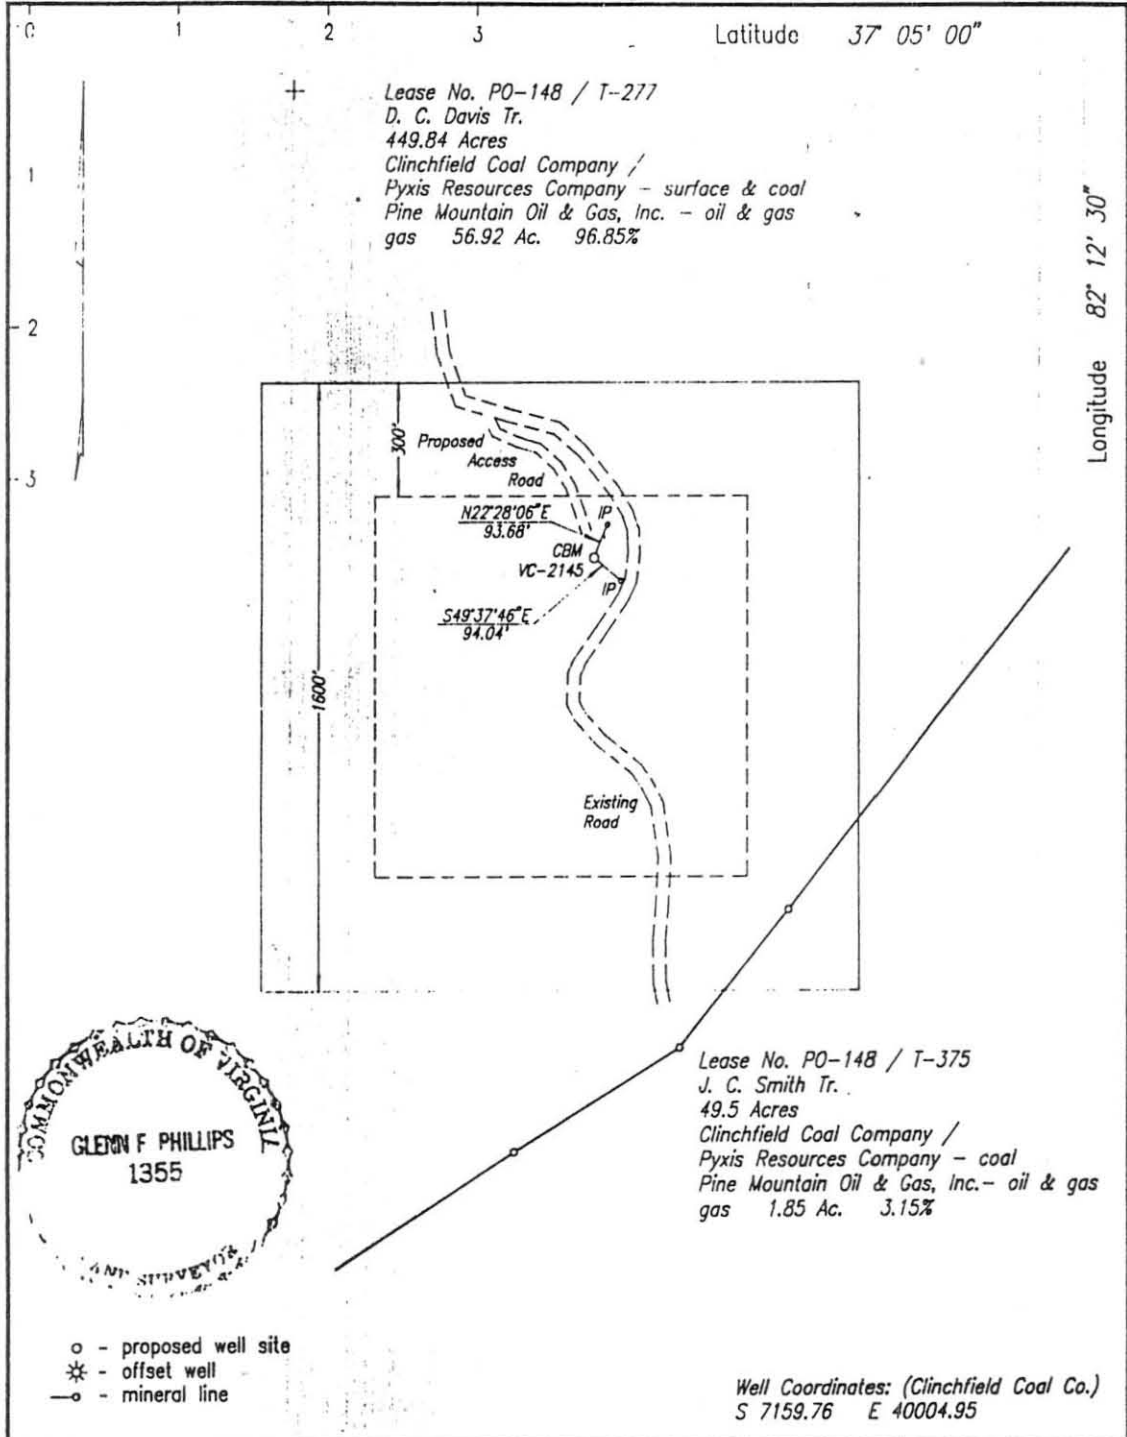 0 1 2 3 Latitude 37° 05' 00"
Lease No. PO-148 / T-277
D. C. Davis Tr.
449.84 Acres
Clinchfield Coal Company /
Pyxis Resources Company - surface & coal
Pine Mountain Oil & Gas, Inc. - oil & gas
gas 56.92 Ac. 96.85%
1
2
3
Longitude 82° 12' 30"
300'
Proposed
Access
Road
N22°28'06"E
93.68'
IP
CBM
VC-2145
IP
S49°37'46"E
94.04'
1600'
Existing
Road
COMMONWEALTH OF VIRGINIA
GLENN F PHILLIPS
1355
LAND SURVEYOR
Lease No. PO-148 / T-375
J. C. Smith Tr.
49.5 Acres
Clinchfield Coal Company /
Pyxis Resources Company - coal
Pine Mountain Oil & Gas, Inc.- oil & gas
gas 1.85 Ac. 3.15%
o - proposed well site
- offset well
- mineral line
Well Coordinates: (Clinchfield Coal Co.)
S 7159.76 E 40004.95